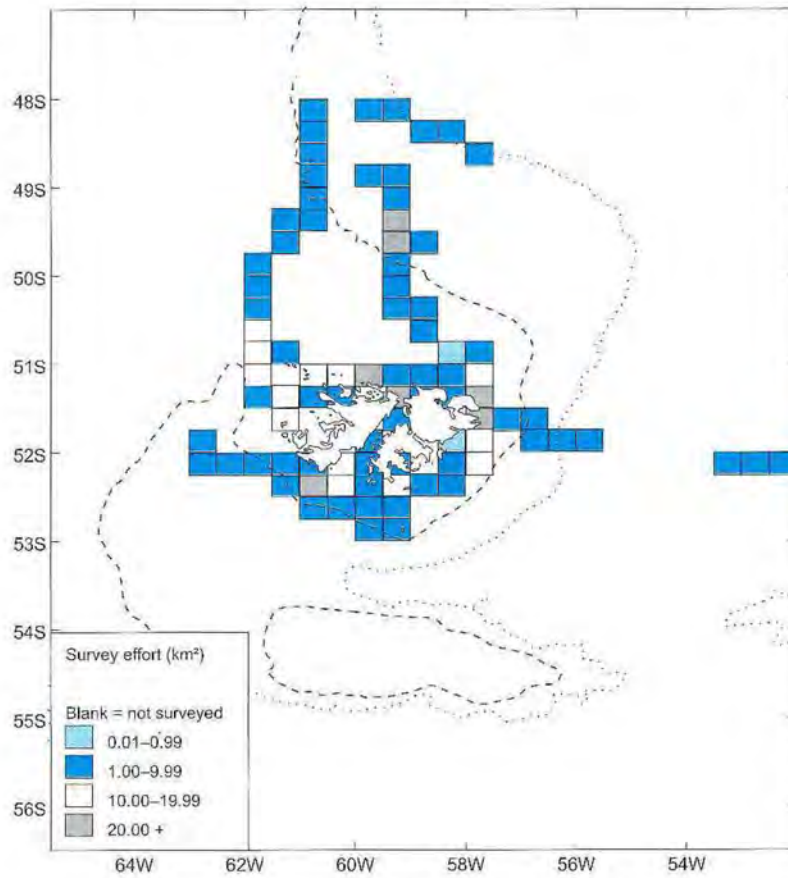 48S
49S
50S
51S
52S
53S
54S
55S
56S
Survey effort (km²)
Blank = not surveyed
0.01–0.99
1.00–9.99
10.00–19.99
20.00 +
64W
62W
60W
58W
56W
54W